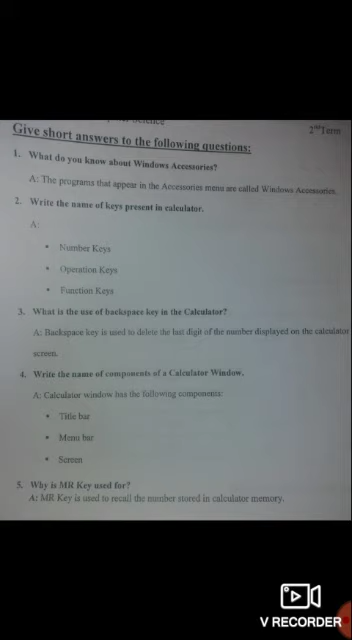 Science
2nd Term
Give short answers to the following questions:
1. What do you know about Windows Accessories?
A: The programs that appear in the Accessories menu are called Windows Accessories.
2. Write the name of keys present in calculator.
A:
• Number Keys
• Operation Keys
• Function Keys
3. What is the use of backspace key in the Calculator?
A: Backspace key is used to delete the last digit of the number displayed on the calculator
screen.
4. Write the name of components of a Calculator Window.
A: Calculator window has the following components:
• Title bar
• Menu bar
• Screen
5. Why is MR Key used for?
A: MR Key is used to recall the number stored in calculator memory.
V RECORDER